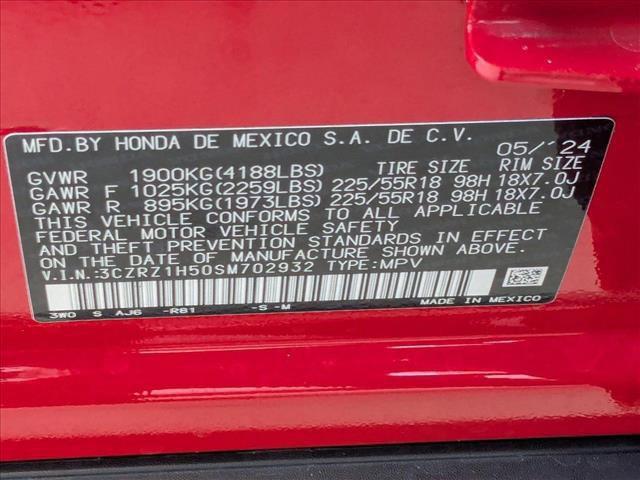 MFD.BY HONDA DE MEXICO S.A. DE C.V. 05/'24
GVWR 1900KG(4188LBS) TIRE SIZE RIM SIZE
GAWR F 1025KG(2259LBS) 225/55R18 98H 18X7.0J
GAWR R 895KG(1973LBS) 225/55R18 98H 18X7.0J
THIS VEHICLE CONFORMS TO ALL APPLICABLE
FEDERAL MOTOR VEHICLE SAFETY
AND THEFT PREVENTION STANDARDS IN EFFECT
ON THE DATE OF MANUFACTURE SHOWN ABOVE.
V.I.N.:3CZRZ1H50SM702932 TYPE:MPV
3W0 S AJ6 -R81 -S -M MADE IN MEXICO